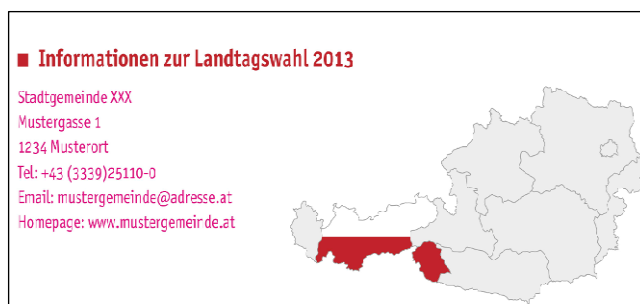 Informationen zur Landtagswahl 2013
Stadtgemeinde XXX
Mustergasse 1
1234 Musterort
Tel: +43 (3339)25110-0
Email: mustergemeinde@adresse.at
Homepage: www.mustergemeinde.at